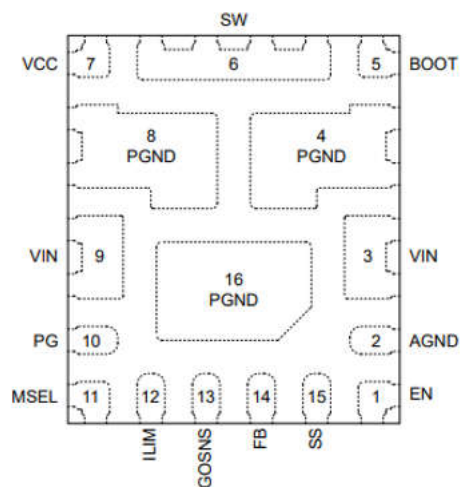 SW
VCC 7 6 5 BOOT
8 PGND
4 PGND
VIN 9 3 VIN
16 PGND
PG 10 2 AGND
MSEL 11 12 13 14 15 1 EN
ILIM
GOSNS
FB
SS